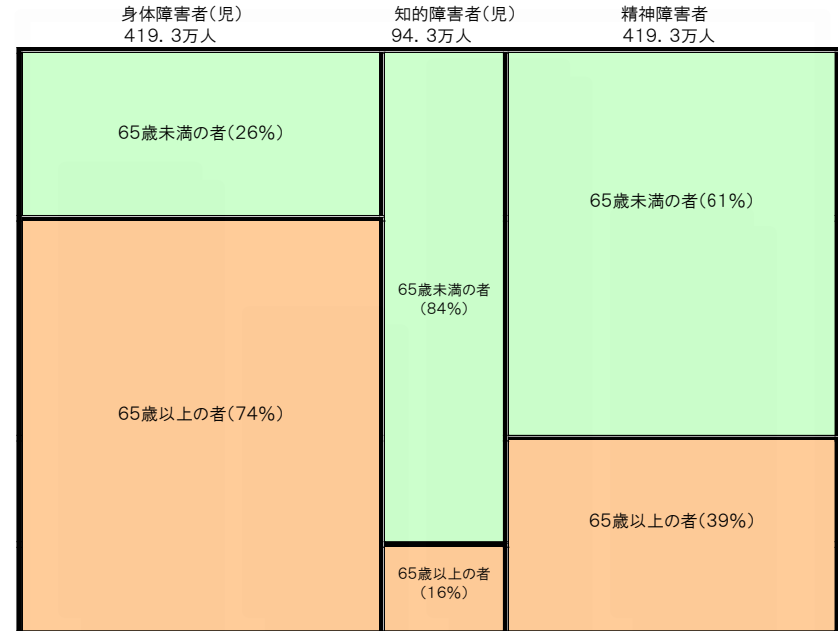 身体障害者(児)
419.3万人
知的障害者(児)
94.3万人
精神障害者
419.3万人
65歳未満の者(26%)
65歳以上の者(74%)
65歳未満の者
(84%)
65歳以上の者
(16%)
65歳未満の者(61%)
65歳以上の者(39%)